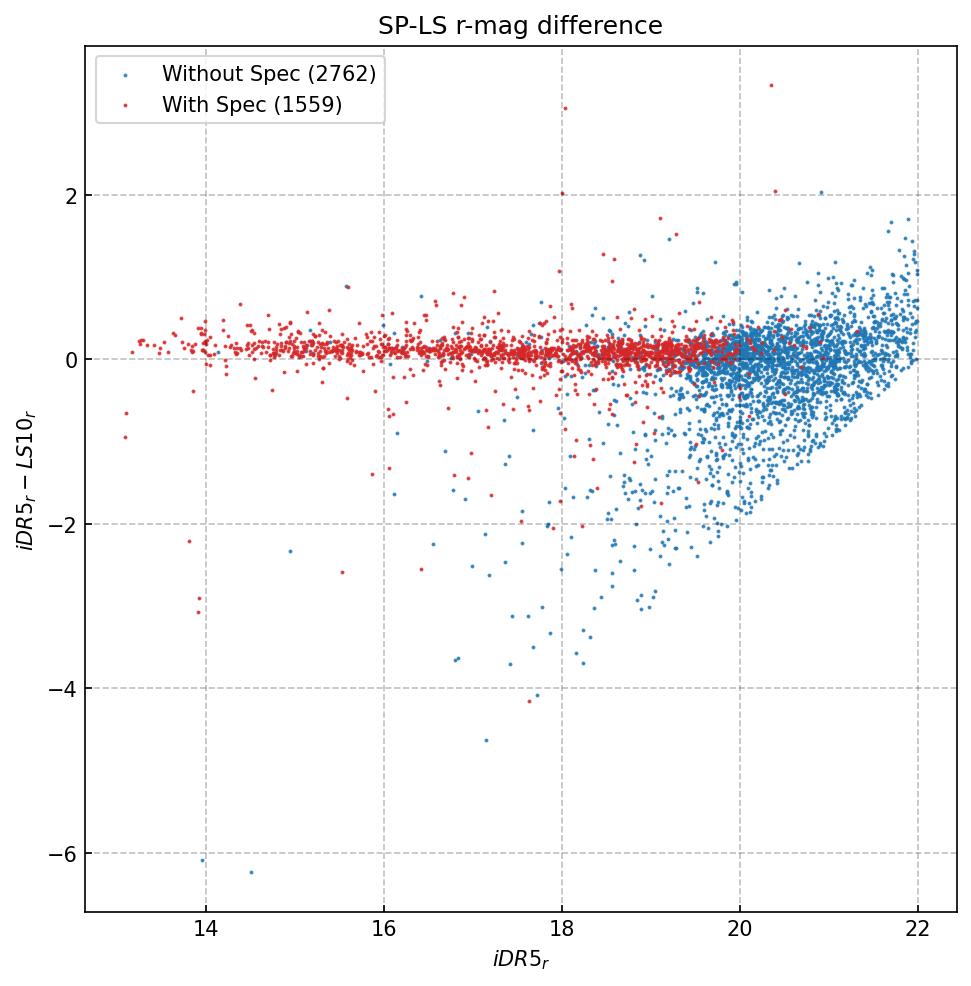 SP-LS r-mag difference
Without Spec (2762)
With Spec (1559)
2
0
−2
−4
−6
iDR5r − LS10r
14 16 18 20 22
iDR5r